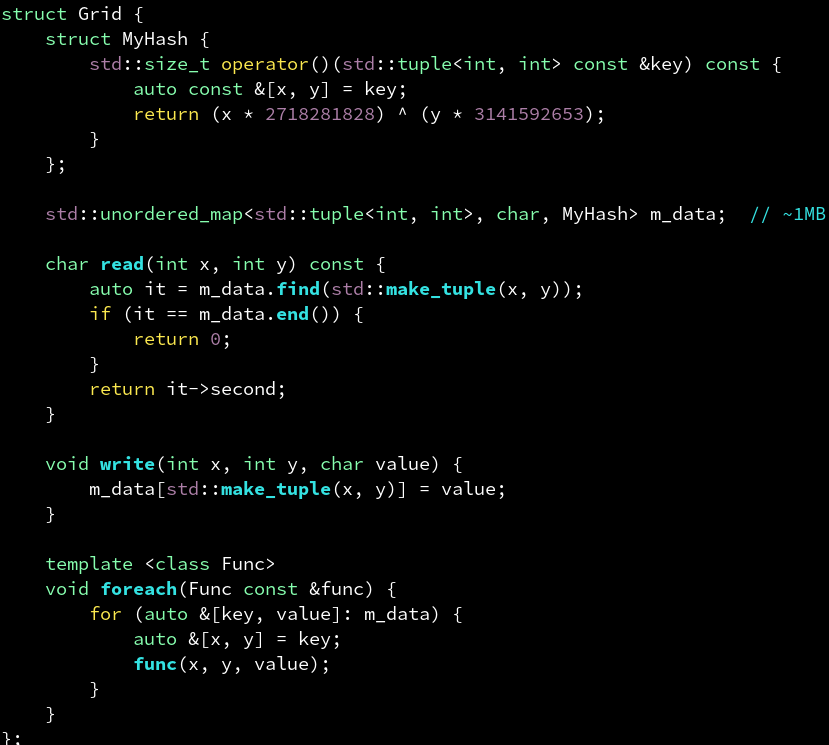 struct Grid {
    struct MyHash {
        std::size_t operator()(std::tuple<int, int> const &key) const {
            auto const &[x, y] = key;
            return (x * 2718281828) ^ (y * 3141592653);
        }
    };

    std::unordered_map<std::tuple<int, int>, char, MyHash> m_data;  // ~1MB

    char read(int x, int y) const {
        auto it = m_data.find(std::make_tuple(x, y));
        if (it == m_data.end()) {
            return 0;
        }
        return it->second;
    }

    void write(int x, int y, char value) {
        m_data[std::make_tuple(x, y)] = value;
    }

    template <class Func>
    void foreach(Func const &func) {
        for (auto &[key, value]: m_data) {
            auto &[x, y] = key;
            func(x, y, value);
        }
    }
};